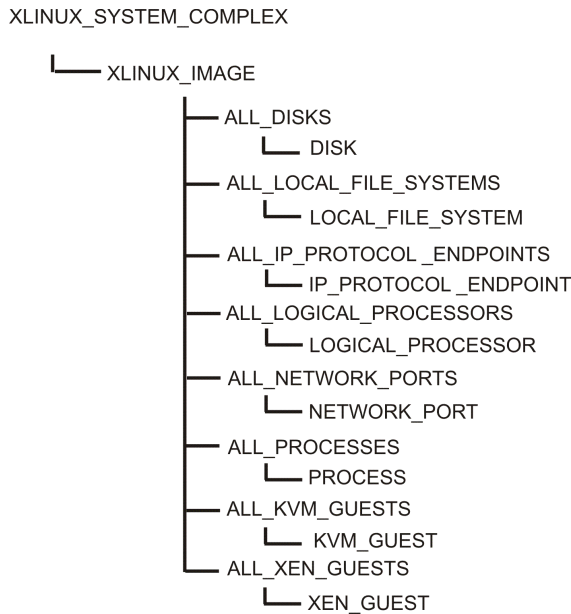 XLINUX_SYSTEM_COMPLEX
XLINUX_IMAGE
ALL_DISKS
DISK
ALL_LOCAL_FILE_SYSTEMS
LOCAL_FILE_SYSTEM
ALL_IP_PROTOCOL _ENDPOINTS
IP_PROTOCOL _ENDPOINT
ALL_LOGICAL_PROCESSORS
LOGICAL_PROCESSOR
ALL_NETWORK_PORTS
NETWORK_PORT
ALL_PROCESSES
PROCESS
ALL_KVM_GUESTS
KVM_GUEST
ALL_XEN_GUESTS
XEN_GUEST